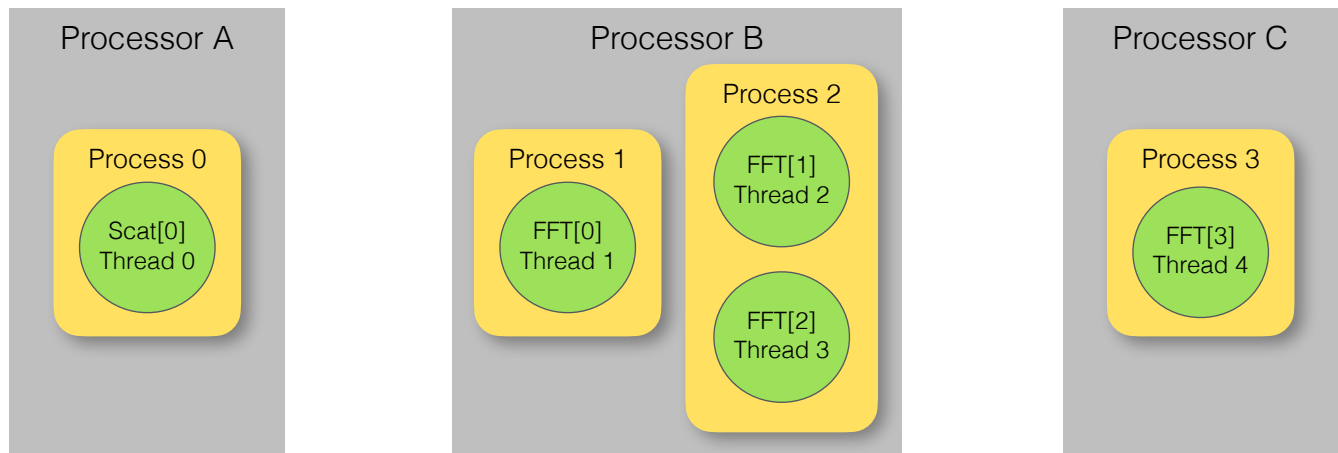 Processor A
Process 0
Scat[0]
Thread 0
Processor B
Process 1
FFT[0]
Thread 1
Process 2
FFT[1]
Thread 2
FFT[2]
Thread 3
Processor C
Process 3
FFT[3]
Thread 4